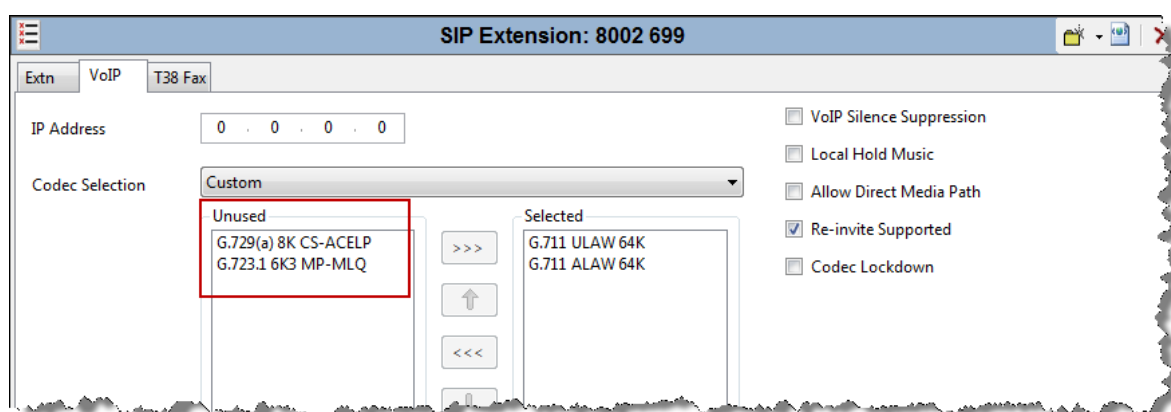 SIP Extension: 8002 699
Extn VoIP T38 Fax
IP Address 0 . 0 . 0 . 0
Codec Selection Custom
Unused
G.729(a) 8K CS-ACELP
G.723.1 6K3 MP-MLQ
>>>
<<<
Selected
G.711 ULAW 64K
G.711 ALAW 64K
VoIP Silence Suppression
Local Hold Music
Allow Direct Media Path
Re-invite Supported
Codec Lockdown